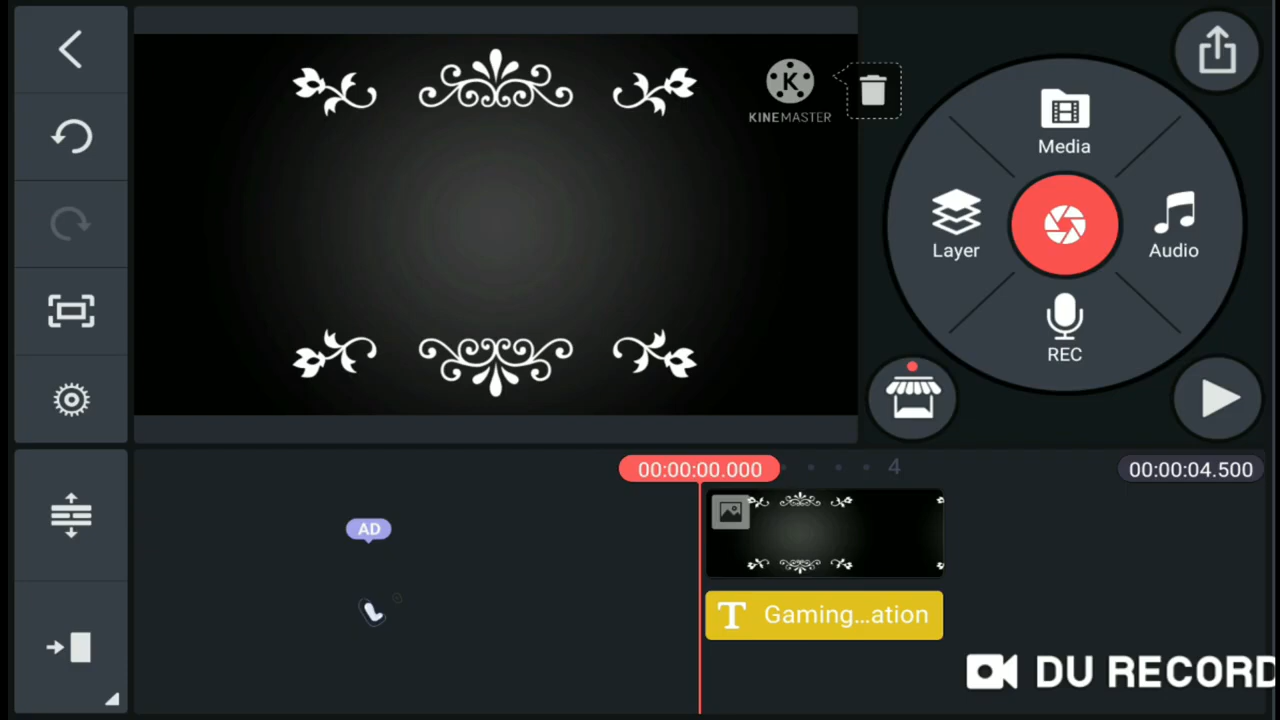 KINEMASTER
Media
Layer
Audio
REC
00:00:00.000
4
00:00:04.500
AD
T Gaming...ation
DU RECORD